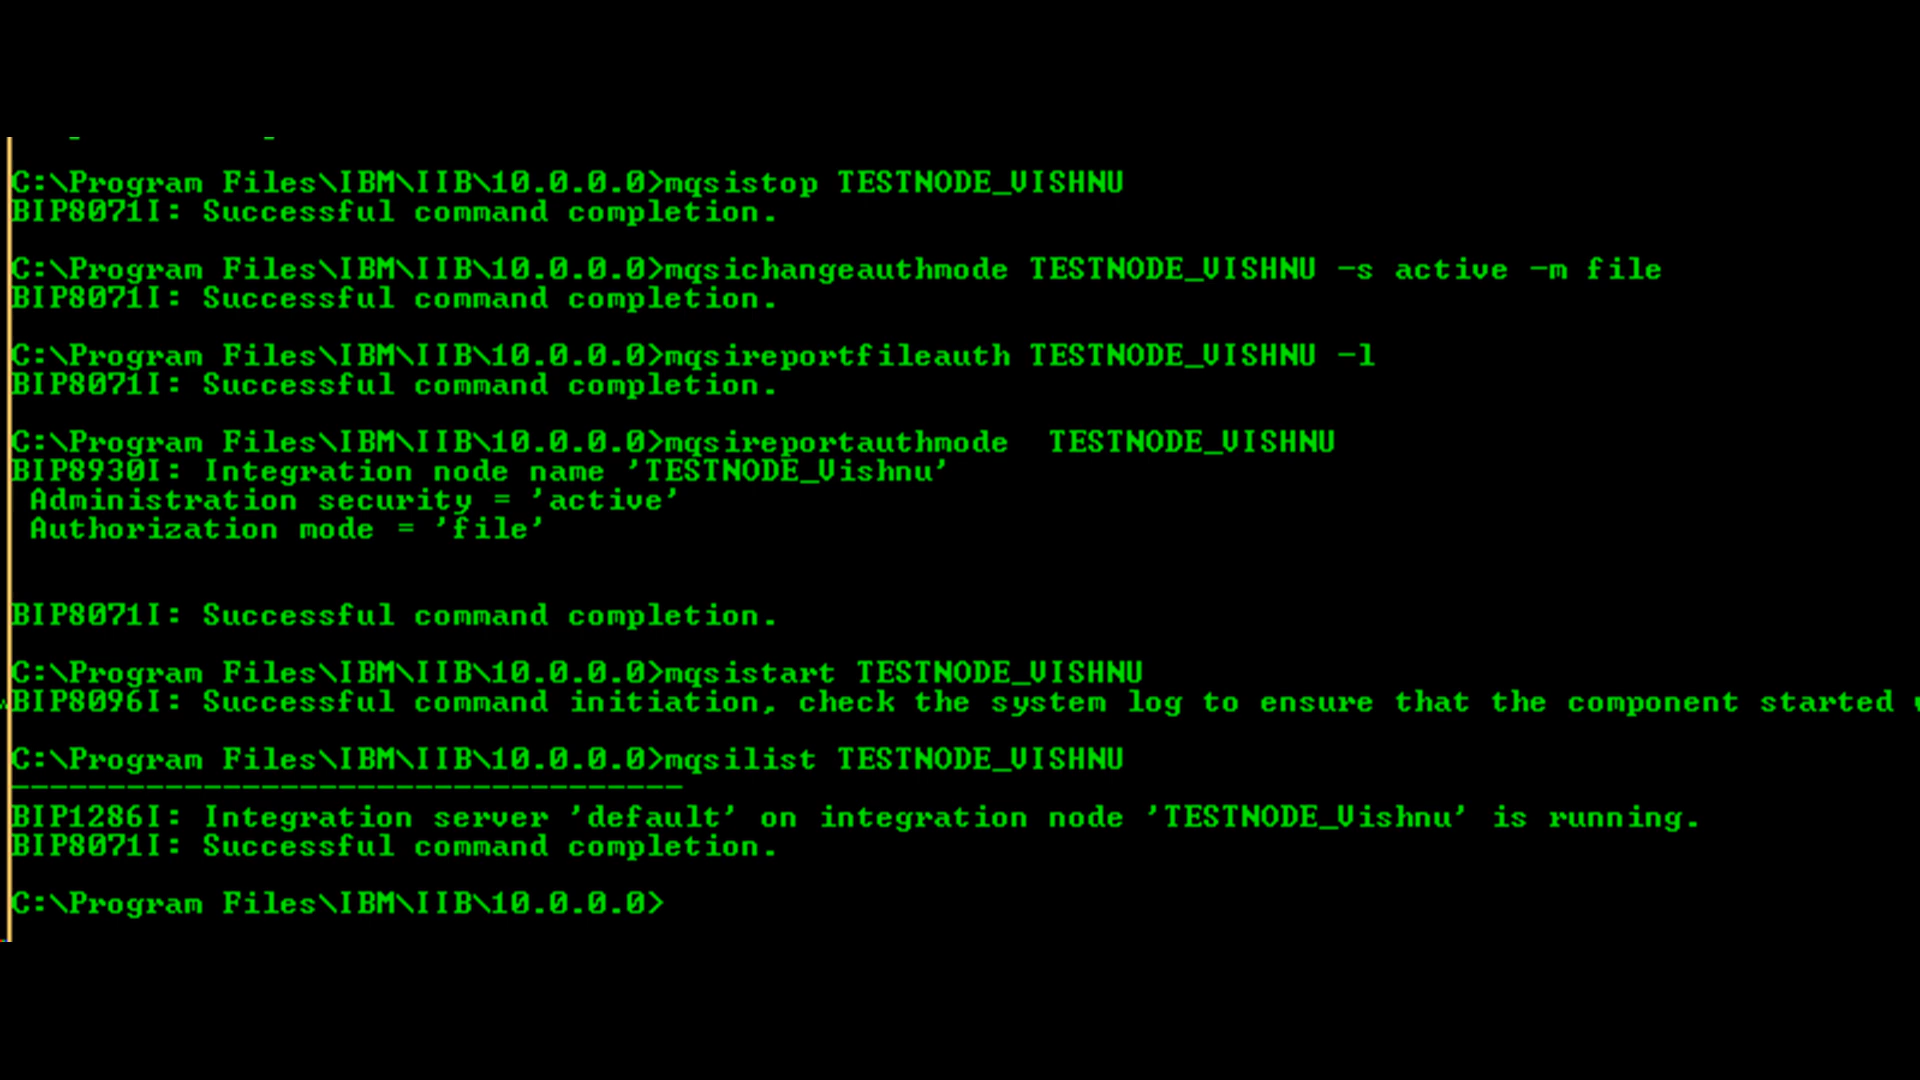 C:\Program Files\IBM\IIB\10.0.0.0>mqsistop TESTNODE_VISHNU
BIP8071I: Successful command completion.
C:\Program Files\IBM\IIB\10.0.0.0>mqsichangeauthmode TESTNODE_VISHNU -s active -m file
BIP8071I: Successful command completion.
C:\Program Files\IBM\IIB\10.0.0.0>mqsireportfileauth TESTNODE_VISHNU -l
BIP8071I: Successful command completion.
C:\Program Files\IBM\IIB\10.0.0.0>mqsireportauthmode  TESTNODE_VISHNU
BIP8930I: Integration node name 'TESTNODE_Vishnu'
Administration security = 'active'
Authorization mode = 'file'
BIP8071I: Successful command completion.
C:\Program Files\IBM\IIB\10.0.0.0>mqsistart TESTNODE_VISHNU
BIP8096I: Successful command initiation, check the system log to ensure that the component started
C:\Program Files\IBM\IIB\10.0.0.0>mqsilist TESTNODE_VISHNU
-----------------------------------
BIP1286I: Integration server 'default' on integration node 'TESTNODE_Vishnu' is running.
BIP8071I: Successful command completion.
C:\Program Files\IBM\IIB\10.0.0.0>